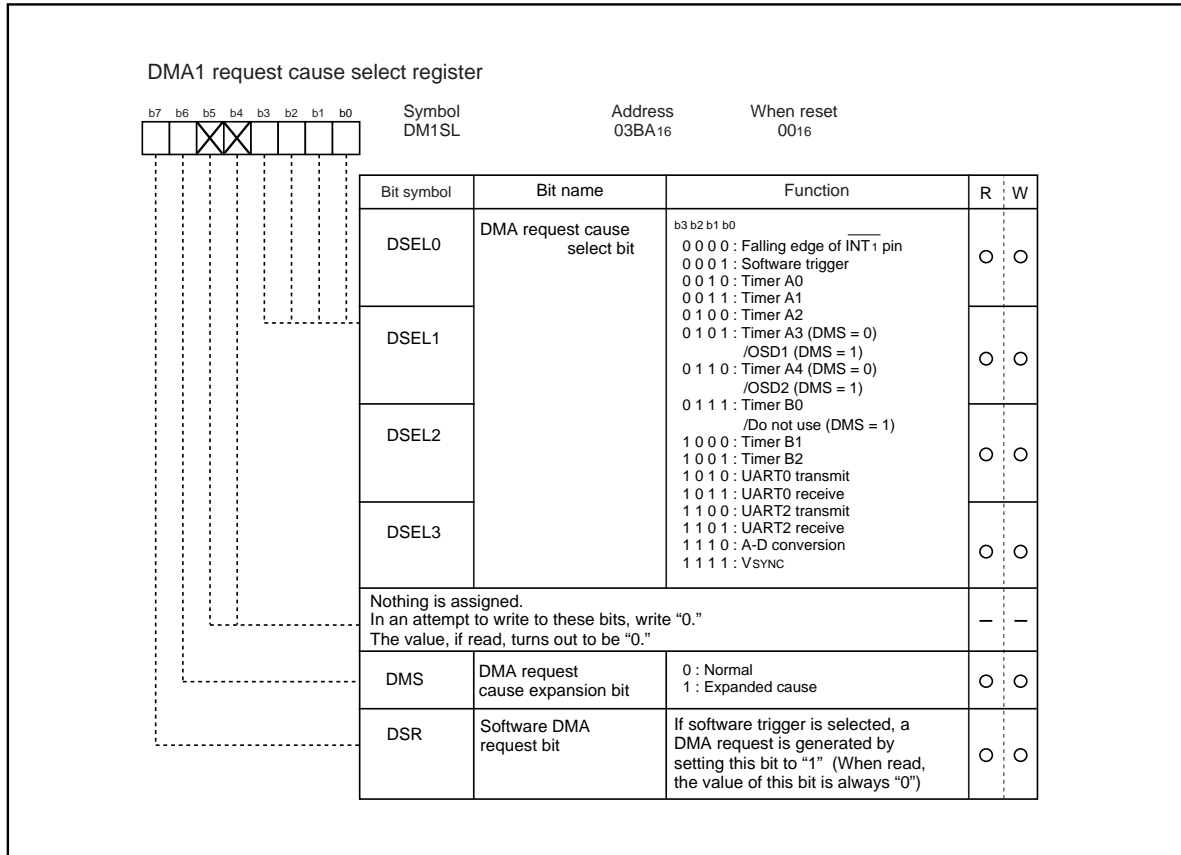 DMA1 request cause select register
b7 b6 b5 b4 b3 b2 b1 b0
Symbol Address When reset
DM1SL 03BA16 0016
Bit symbol Bit name Function R W
DSEL0 DMA request cause
select bit
b3 b2 b1 b0
0 0 0 0 : Falling edge of INT1 pin
0 0 0 1 : Software trigger
0 0 1 0 : Timer A0
0 0 1 1 : Timer A1
0 1 0 0 : Timer A2
DSEL1
0 1 0 1 : Timer A3 (DMS = 0)
/OSD1 (DMS = 1)
0 1 1 0 : Timer A4 (DMS = 0)
/OSD2 (DMS = 1)
0 1 1 1 : Timer B0
/Do not use (DMS = 1)
DSEL2
1 0 0 0 : Timer B1
1 0 0 1 : Timer B2
1 0 1 0 : UART0 transmit
1 0 1 1 : UART0 receive
1 1 0 0 : UART2 transmit
DSEL3
1 1 0 1 : UART2 receive
1 1 1 0 : A-D conversion
1 1 1 1 : VSYNC
Nothing is assigned.
In an attempt to write to these bits, write “0.”
The value, if read, turns out to be “0.”
– –
DMS DMA request
cause expansion bit
0 : Normal
1 : Expanded cause
DSR Software DMA
request bit
If software trigger is selected, a
DMA request is generated by
setting this bit to “1” (When read,
the value of this bit is always “0”)